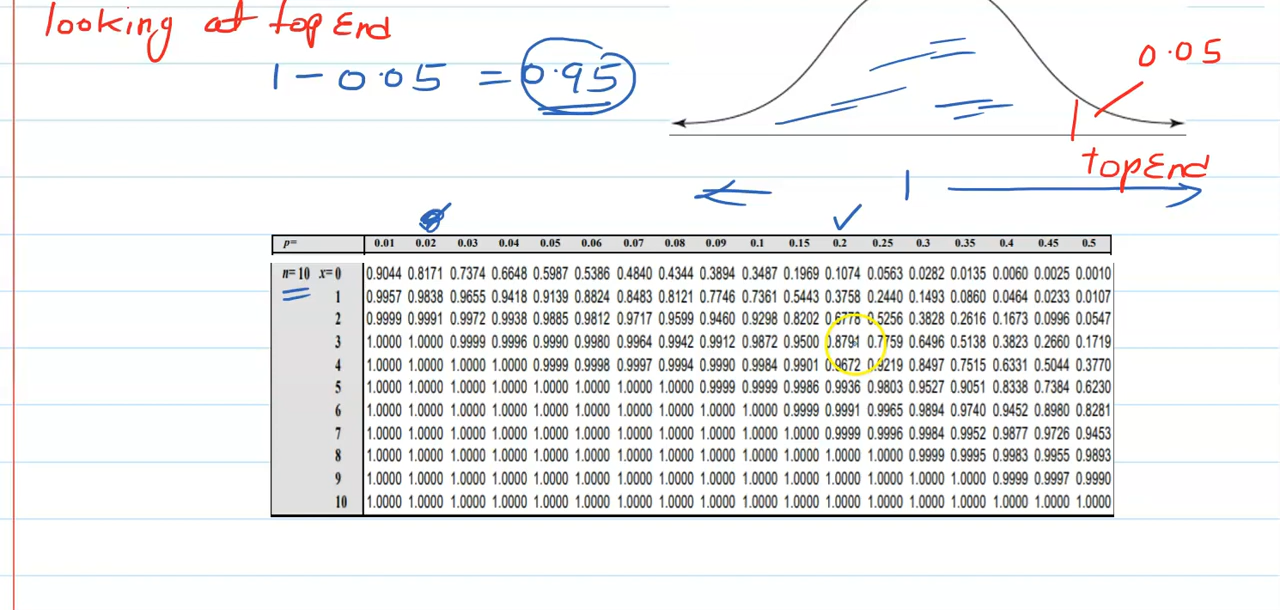 looking at top End
1 - 0.05 = 0.95
0.05
top End
1
p= 0.01 0.02 0.03 0.04 0.05 0.06 0.07 0.08 0.09 0.1 0.15 0.2 0.25 0.3 0.35 0.4 0.45 0.5
n= 10 x= 0 0.9044 0.8171 0.7374 0.6648 0.5987 0.5386 0.4840 0.4344 0.3894 0.3487 0.1969 0.1074 0.0563 0.0282 0.0135 0.0060 0.0025 0.0010
1 0.9957 0.9838 0.9655 0.9418 0.9139 0.8824 0.8483 0.8121 0.7746 0.7361 0.5443 0.3758 0.2440 0.1493 0.0860 0.0464 0.0233 0.0107
2 0.9999 0.9991 0.9972 0.9938 0.9885 0.9812 0.9717 0.9599 0.9460 0.9298 0.8202 0.6778 0.5256 0.3828 0.2616 0.1673 0.0996 0.0547
3 1.0000 1.0000 0.9999 0.9996 0.9990 0.9980 0.9964 0.9942 0.9912 0.9872 0.9500 0.8791 0.7759 0.6496 0.5138 0.3823 0.2660 0.1719
4 1.0000 1.0000 1.0000 1.0000 0.9999 0.9998 0.9997 0.9994 0.9990 0.9984 0.9901 0.9672 0.9219 0.8497 0.7515 0.6331 0.5044 0.3770
5 1.0000 1.0000 1.0000 1.0000 1.0000 1.0000 1.0000 1.0000 0.9999 0.9999 0.9986 0.9936 0.9803 0.9527 0.9051 0.8338 0.7384 0.6230
6 1.0000 1.0000 1.0000 1.0000 1.0000 1.0000 1.0000 1.0000 1.0000 1.0000 0.9999 0.9991 0.9965 0.9894 0.9740 0.9452 0.8980 0.8281
7 1.0000 1.0000 1.0000 1.0000 1.0000 1.0000 1.0000 1.0000 1.0000 1.0000 1.0000 0.9999 0.9996 0.9984 0.9952 0.9877 0.9726 0.9453
8 1.0000 1.0000 1.0000 1.0000 1.0000 1.0000 1.0000 1.0000 1.0000 1.0000 1.0000 1.0000 1.0000 0.9999 0.9995 0.9983 0.9955 0.9893
9 1.0000 1.0000 1.0000 1.0000 1.0000 1.0000 1.0000 1.0000 1.0000 1.0000 1.0000 1.0000 1.0000 1.0000 1.0000 0.9999 0.9997 0.9990
10 1.0000 1.0000 1.0000 1.0000 1.0000 1.0000 1.0000 1.0000 1.0000 1.0000 1.0000 1.0000 1.0000 1.0000 1.0000 1.0000 1.0000 1.0000